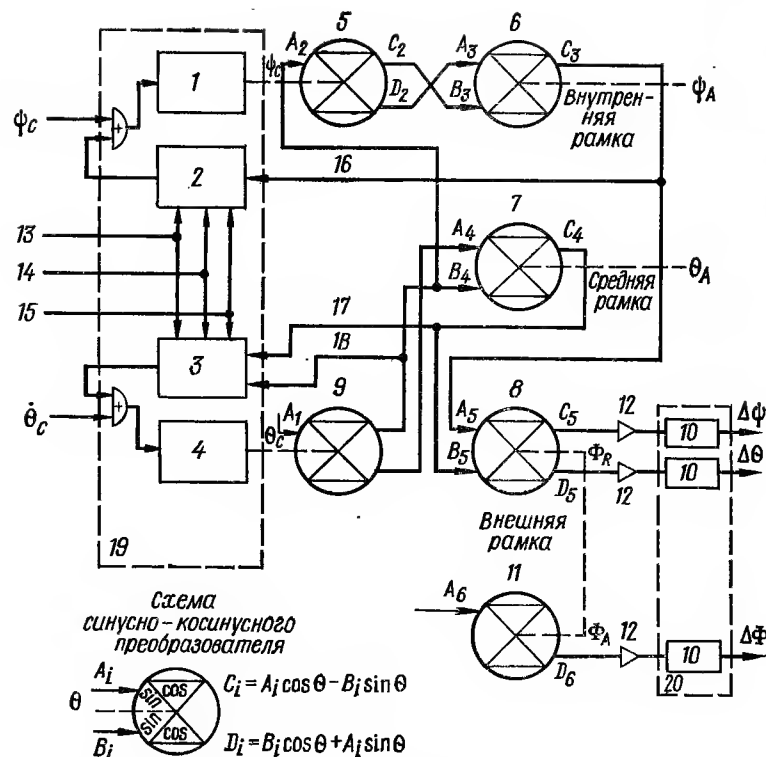 5
6
A₂
C₂
A₃
C₃
1
ψc
D₂
B₃
ψA
Внутрен-
няя
рамка
ψc
+
2
16
7
13
A₄
C₄
14
B₄
θA
Средняя
рамка
15
17
3
1В
9
8
θ̇c
+
A₁
A₅
C₅
12
10
Δψ
4
θc
B₅
ΦR
10
Δθ
D₅
12
19
Внешняя
рамка
11
A₆
ΦA
12
10
ΔΦ
D₆
20
Схема
синусно-косинусного
преобразователя
Ai
sin
cos
Ci = Ai cos θ − Bi sin θ
θ
Bi
sin
cos
Di = Bi cos θ + Ai sin θ